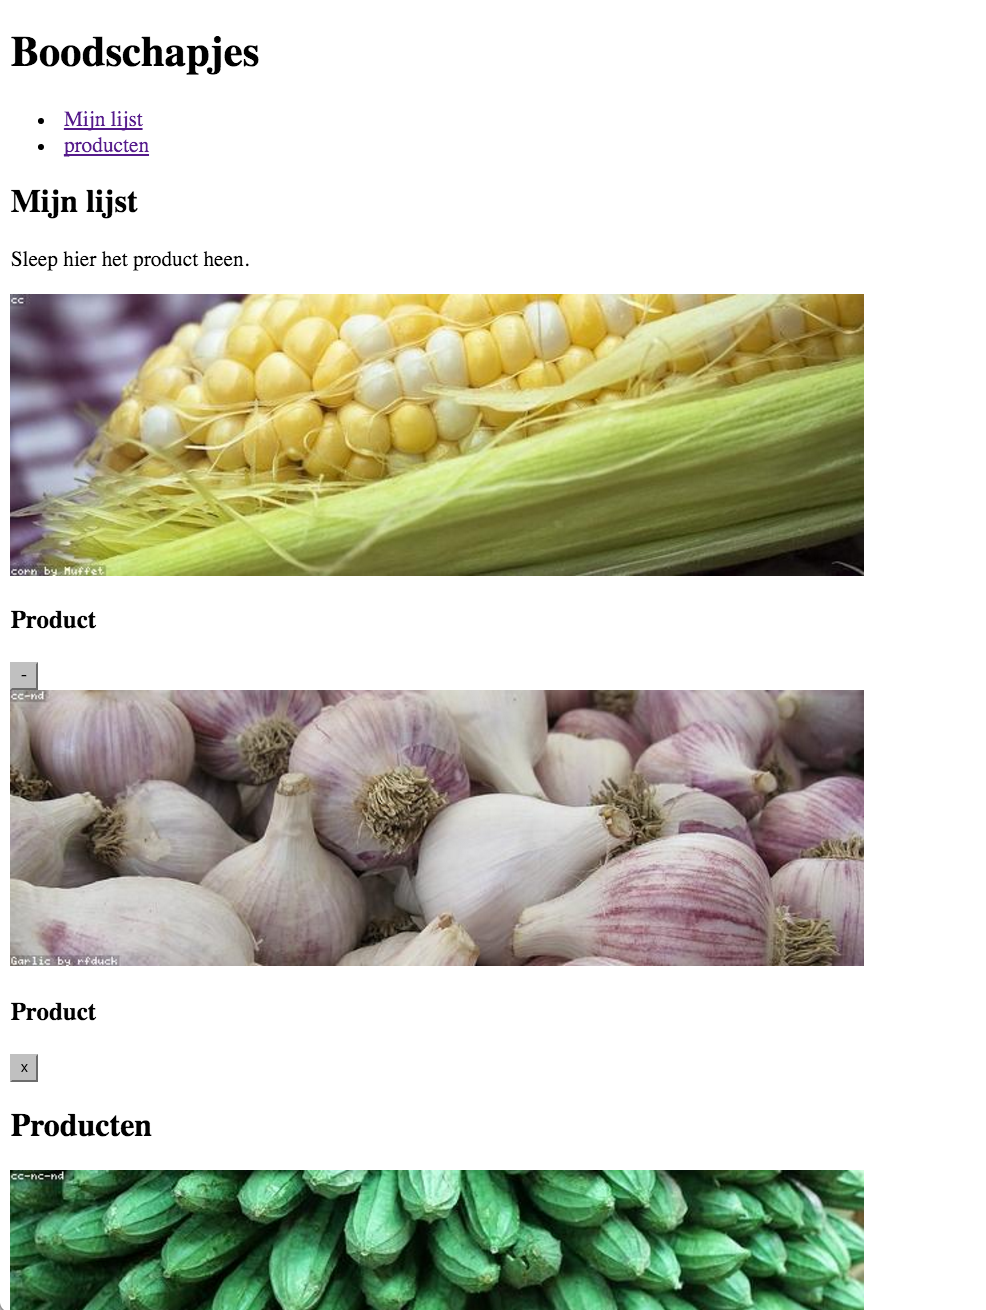 Boodschapjes
Mijn lijst
producten
Mijn lijst
Sleep hier het product heen.
cc
corn by Muffet
Product
-
cc-nd
Garlic by rfduck
Product
x
Producten
cc-nc-nd